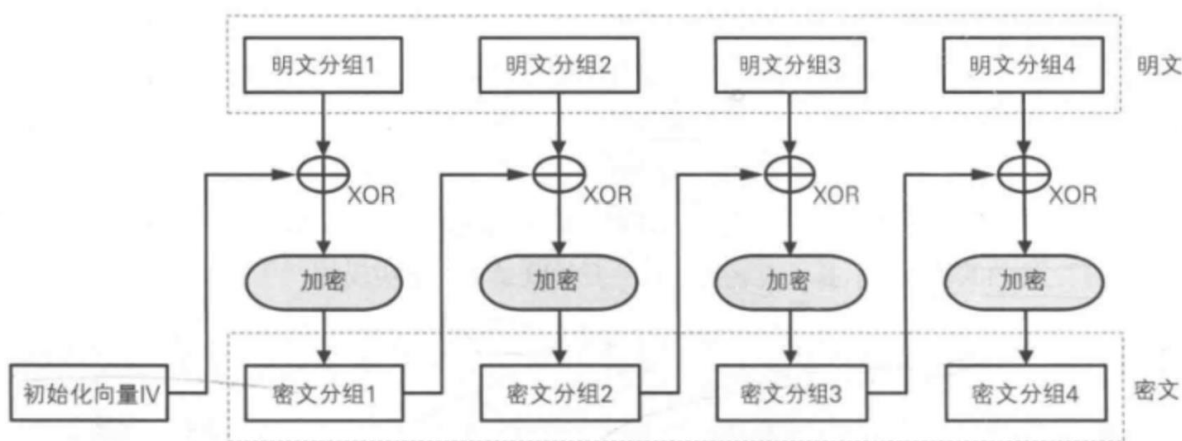 明文分组1 明文分组2 明文分组3 明文分组4 明文
XOR XOR XOR XOR
加密 加密 加密 加密
初始化向量IV 密文分组1 密文分组2 密文分组3 密文分组4 密文